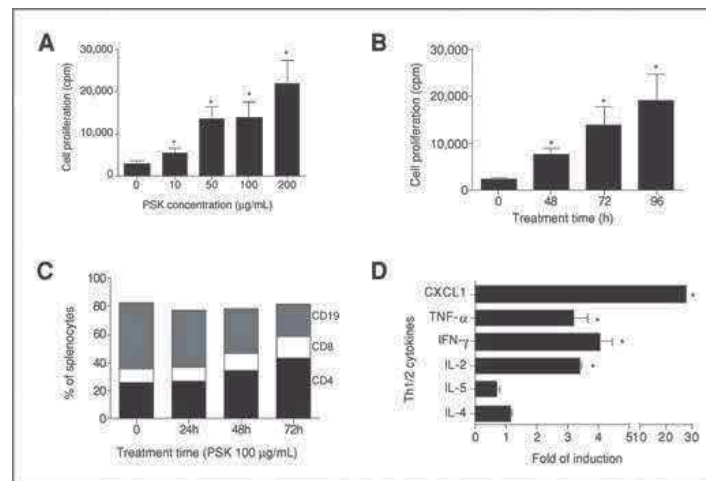 A
Cell proliferation (cpm)
30,000
20,000
10,000
0
0 10 50 100 200
PSK concentration (µg/mL)
* * * *
B
Cell proliferation (cpm)
30,000
20,000
10,000
0
0 48 72 96
Treatment time (h)
* * *
C
% of splenocytes
100
80
60
40
20
0
0 24h 48h 72h
Treatment time (PSK 100 µg/mL)
CD19
CD8
CD4
D
Th1/2 cytokines
CXCL1 *
TNF-α *
IFN-γ *
IL-2 *
IL-5
IL-4
0 1 2 3 4 5 10 20 30
Fold of induction